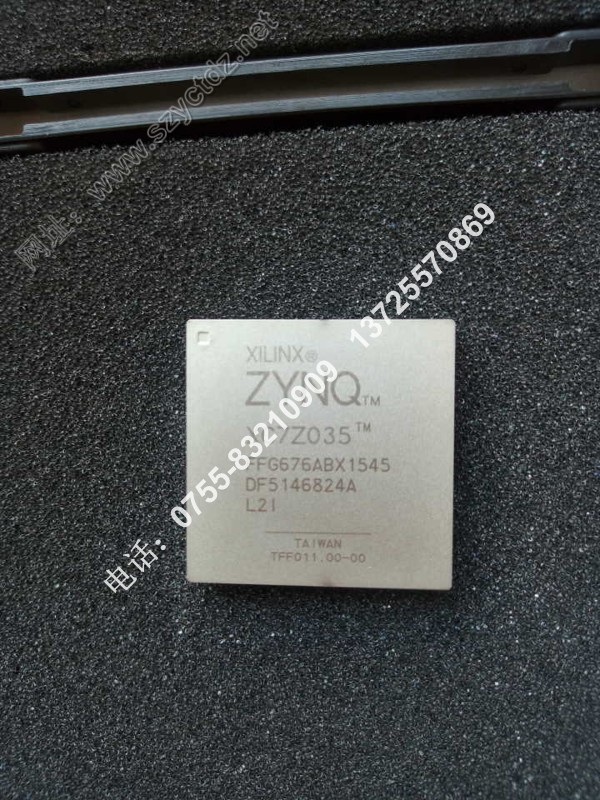 网址：www.szyctdz.net
电话：0755-83210909 13725570869
XILINX®
ZYNQ™
XC7Z035™
FFG676ABX1545
DF5146824A
L2I
TAIWAN
TFF011.00-00